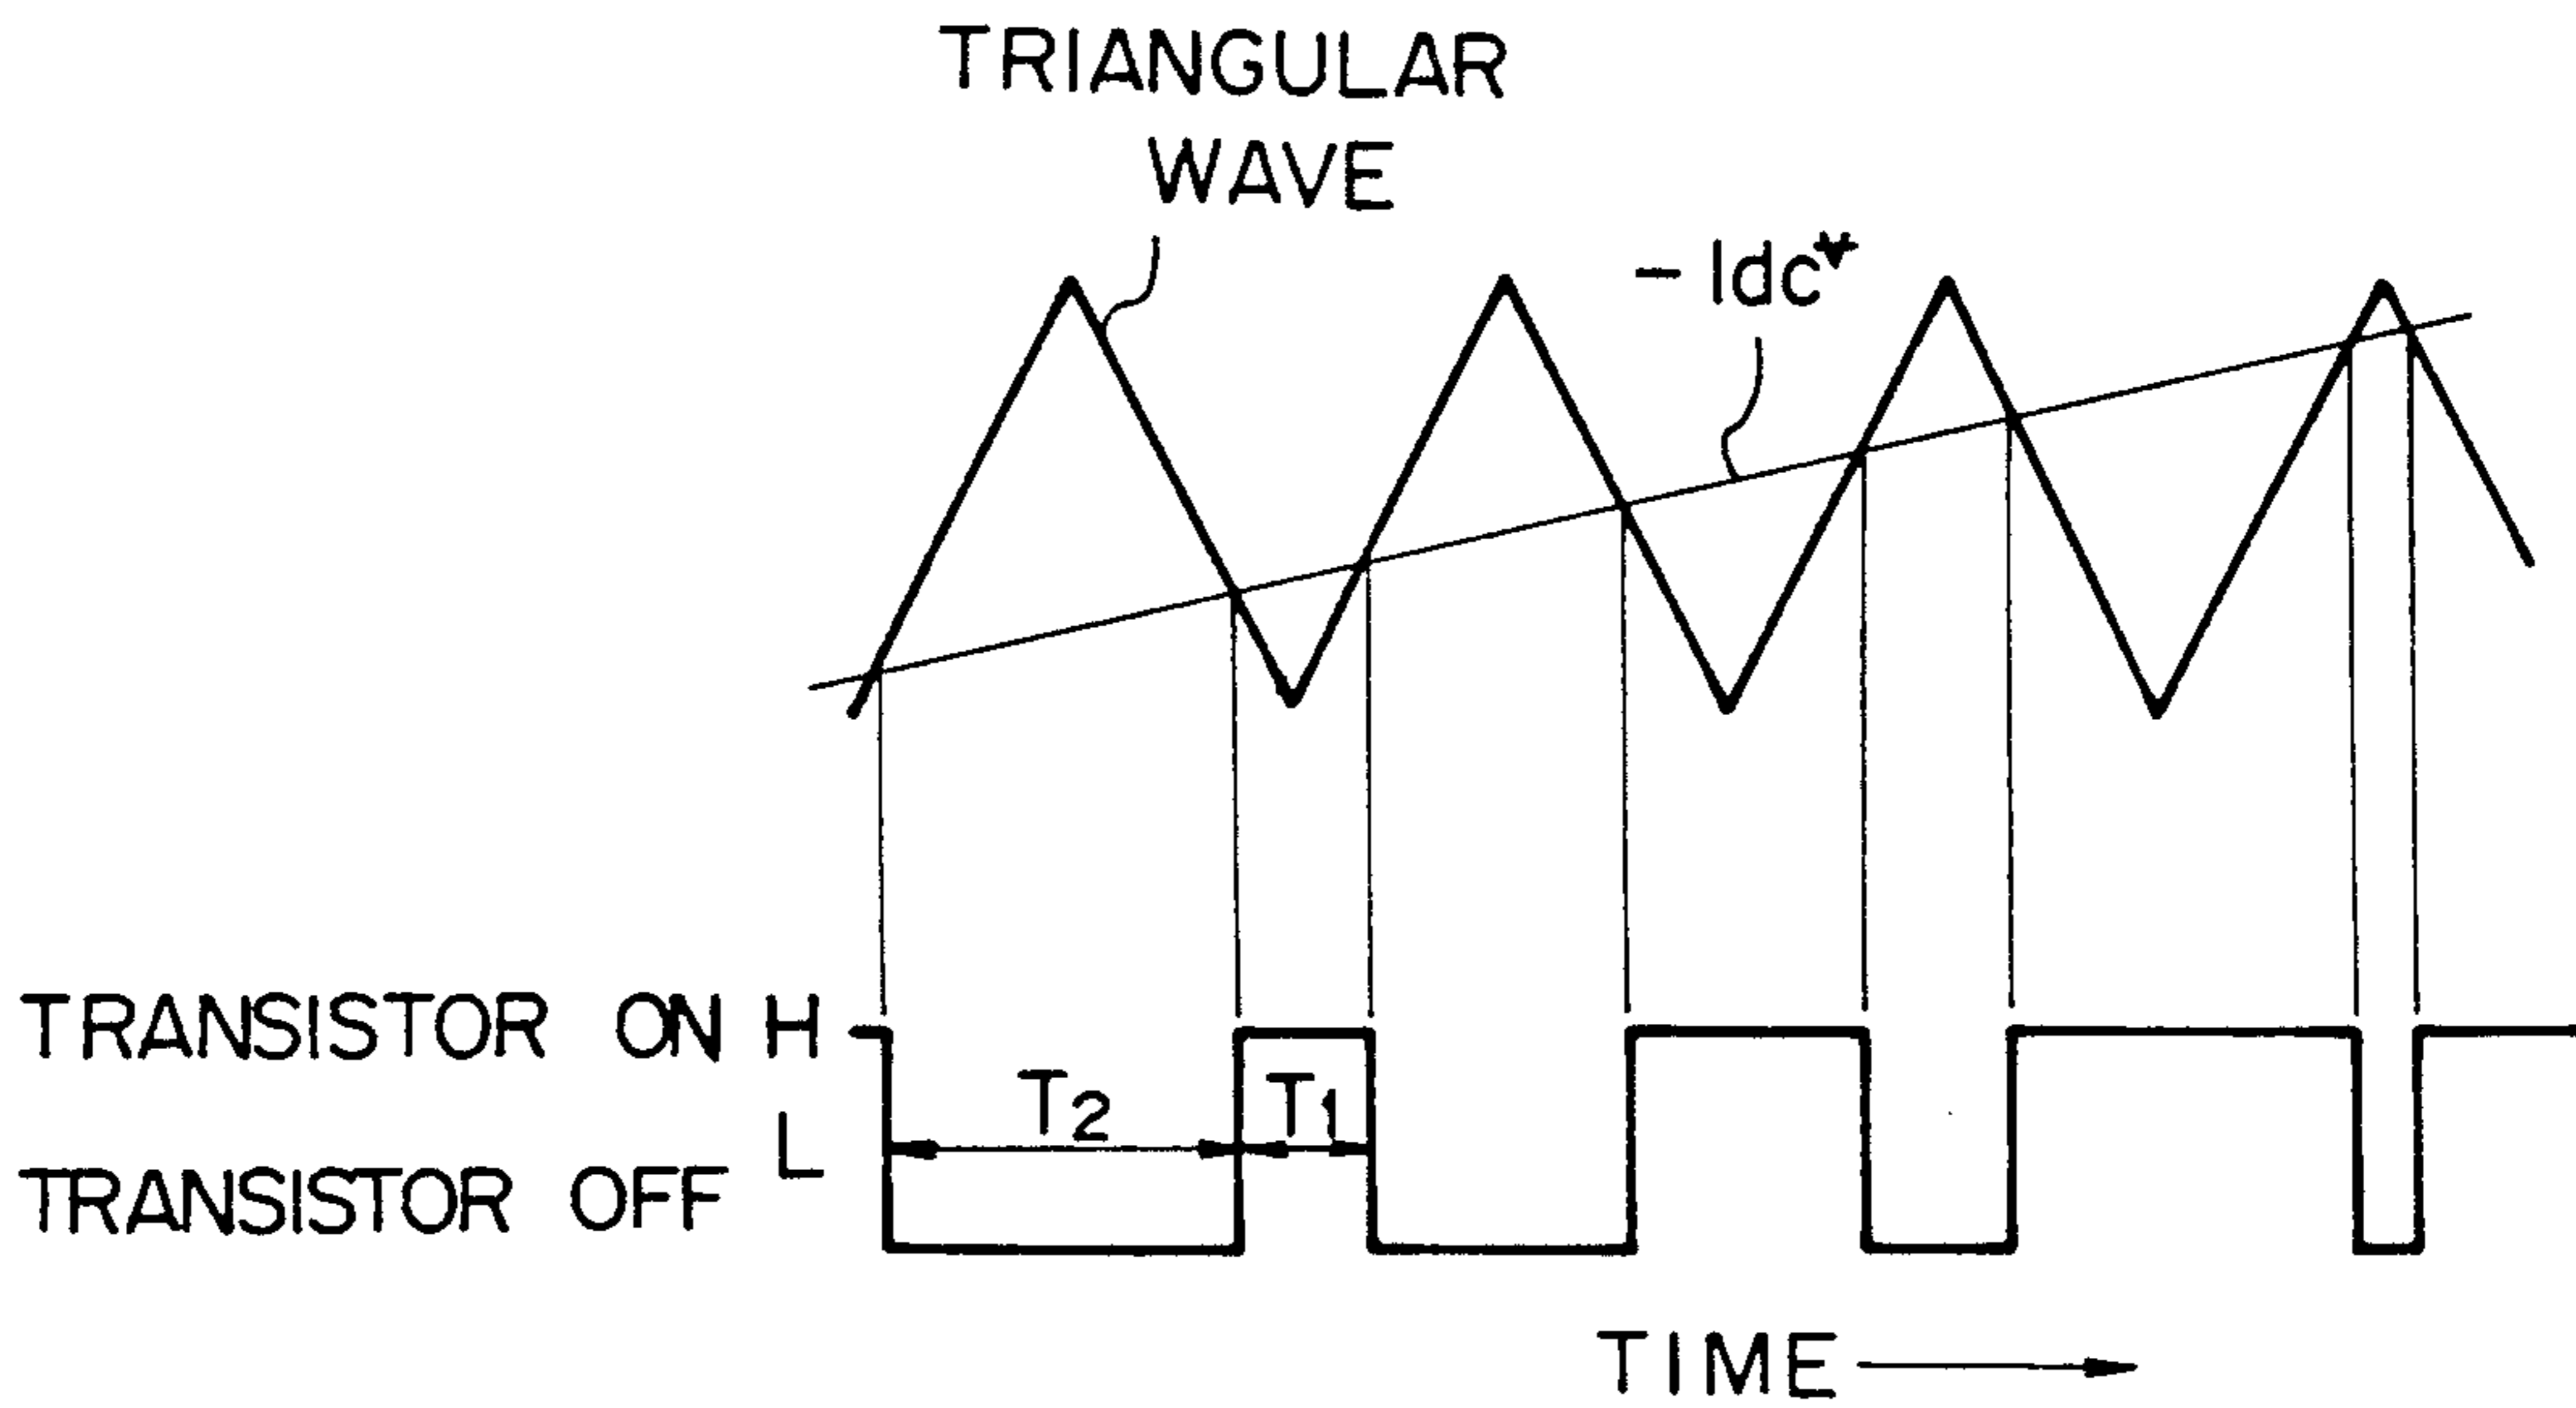 TRIANGULAR
WAVE
- Idc*
TRANSISTOR ON H
T2
T1
L
TRANSISTOR OFF
TIME